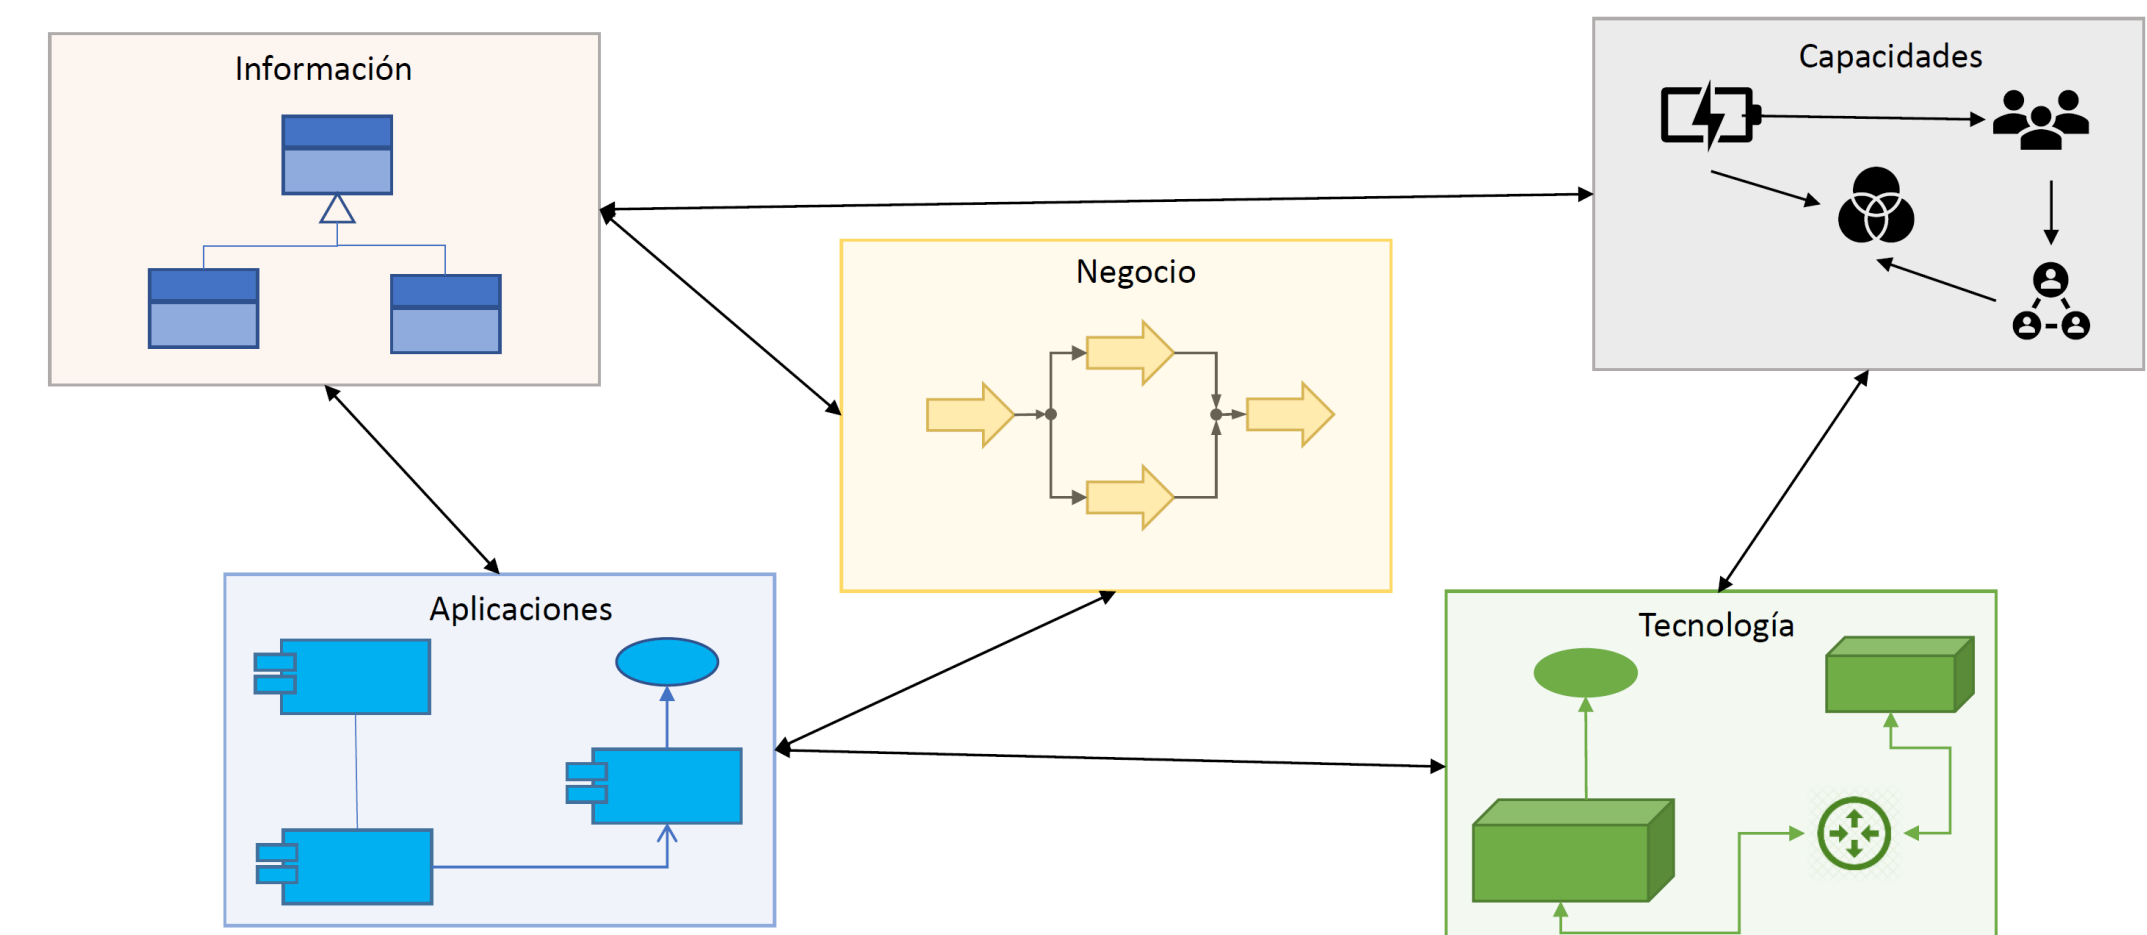 Información
Capacidades
Negocio
Aplicaciones
Tecnología